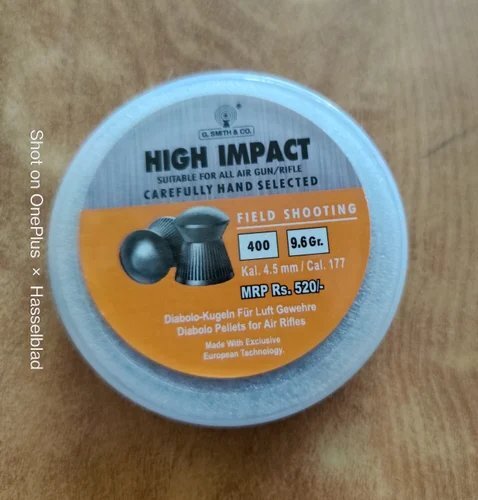 G. SMITH & CO.
HIGH IMPACT
SUITABLE FOR ALL AIR GUN/RIFLE
CAREFULLY HAND SELECTED
FIELD SHOOTING
400 9.6Gr.
Kal. 4.5 mm / Cal. 177
MRP Rs. 520/-
Diabolo-Kugeln Für Luft Gewehre
Diabolo Pellets for Air Rifles
Made With Exclusive
European Technology.
Shot on OnePlus × Hasselblad